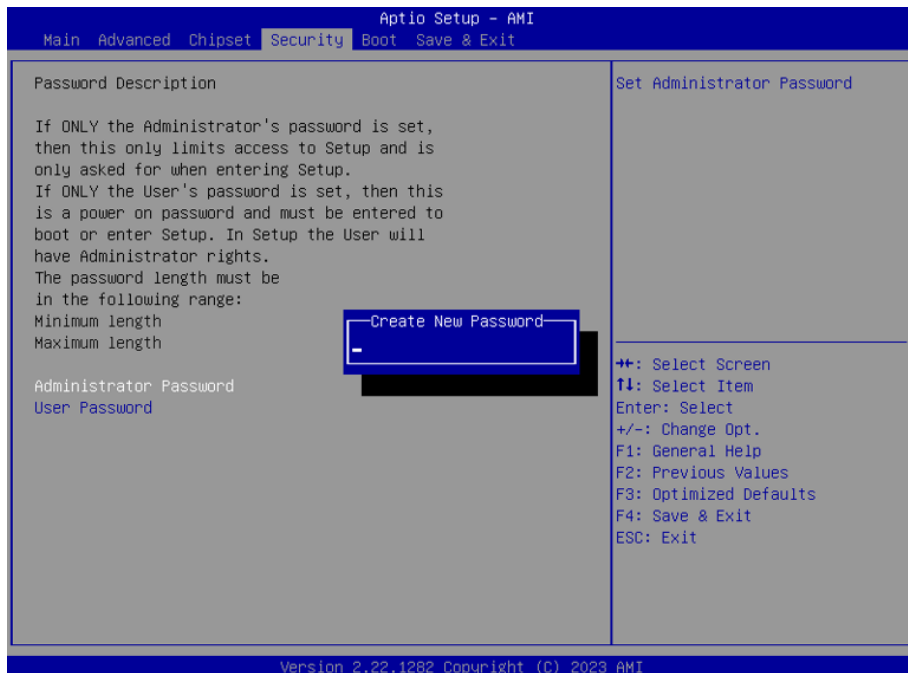 Aptio Setup – AMI
Main Advanced Chipset Security Boot Save & Exit
Password Description
If ONLY the Administrator's password is set,
then this only limits access to Setup and is
only asked for when entering Setup.
If ONLY the User's password is set, then this
is a power on password and must be entered to
boot or enter Setup. In Setup the User will
have Administrator rights.
The password length must be
in the following range:
Minimum length
Maximum length
Administrator Password
User Password
Create New Password
Set Administrator Password
→←: Select Screen
↑↓: Select Item
Enter: Select
+/-: Change Opt.
F1: General Help
F2: Previous Values
F3: Optimized Defaults
F4: Save & Exit
ESC: Exit
Version 2.22.1282 Copyright (C) 2023 AMI